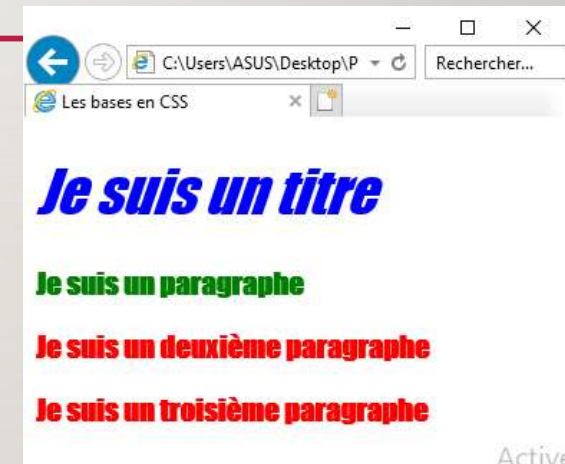 C:\Users\ASUS\Desktop\P
Rechercher...
Les bases en CSS
Je suis un titre
Je suis un paragraphe
Je suis un deuxième paragraphe
Je suis un troisième paragraphe
Active